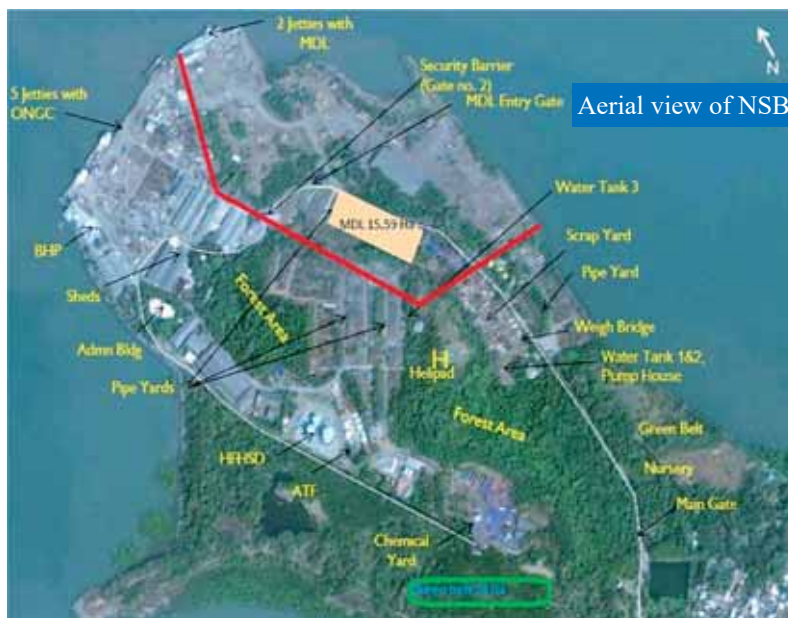 2 Jetties with
MDL
N
Security Barrier
(Gate no. 2)
MDL Entry Gate
Aerial view of NSB
5 Jetties with
ONGC
Water Tank 3
MDL 15.59 Ha
Scrap Yard
BHP
Pipe Yard
Sheds
Forest Area
Weigh Bridge
Admn Bldg
H
Helipad
Water Tank 1&2,
Pump House
Pipe Yards
Forest Area
Green Belt
HFHSD
Nursery
ATF
Main Gate
Chemical
Yard